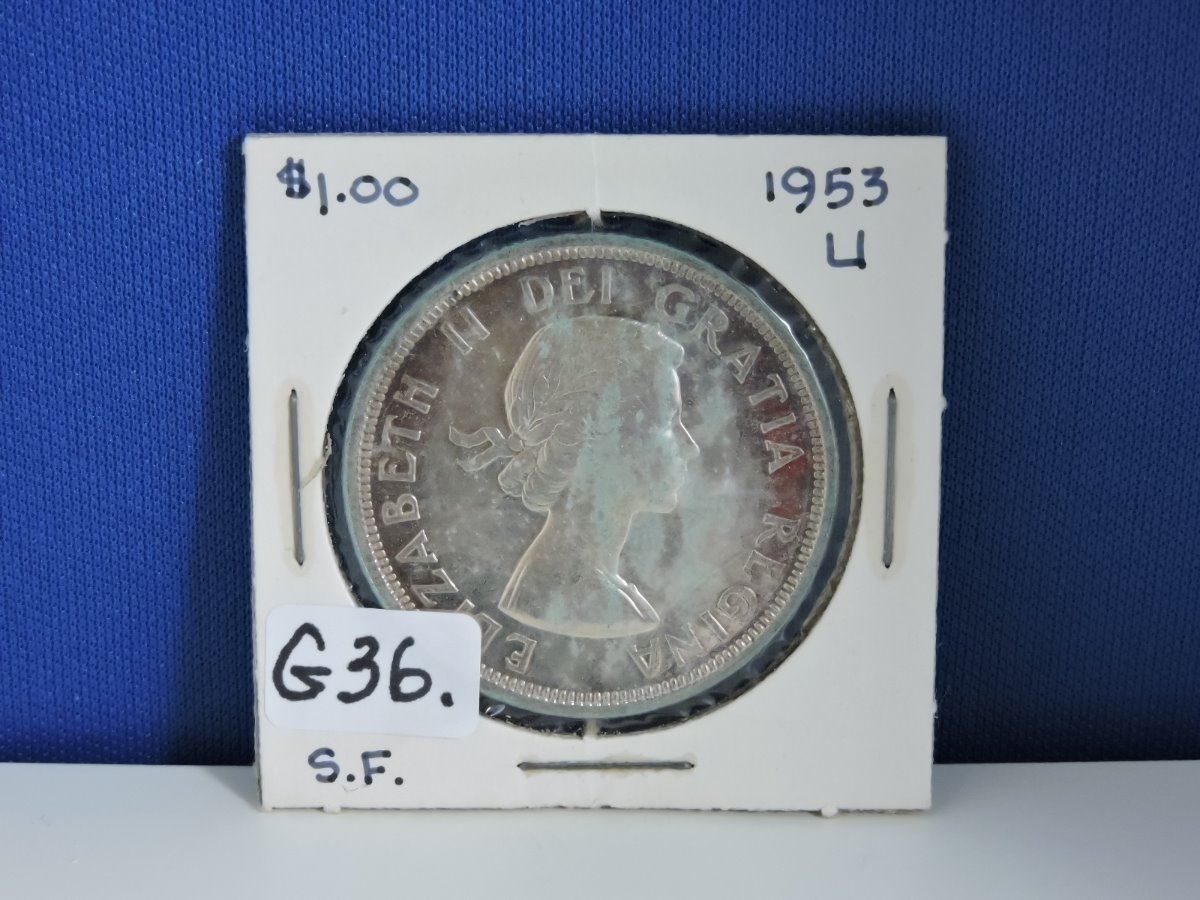 $1.00
1953
U
ELIZABETH II DEI GRATIA REGINA
G36.
S.F.